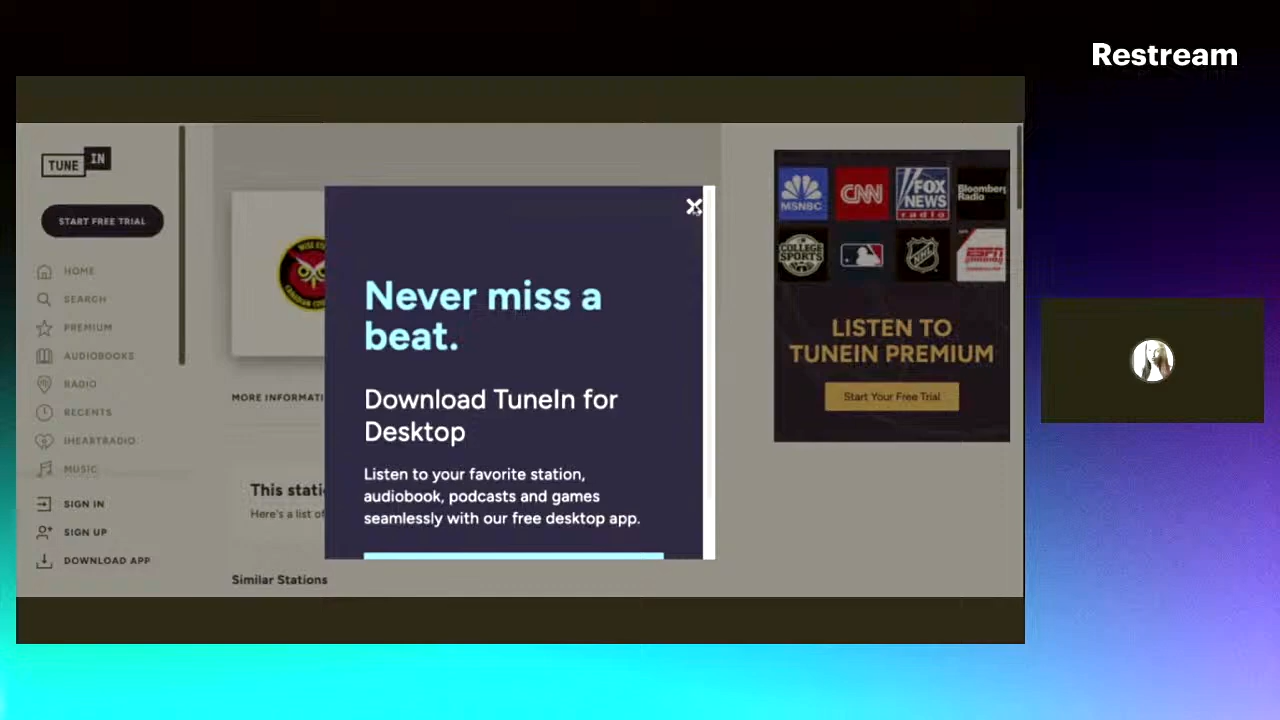 Restream
TUNE IN
START FREE TRIAL
HOME
SEARCH
PREMIUM
AUDIOBOOKS
RADIO
RECENTS
IHEARTRADIO
MUSIC
SIGN IN
SIGN UP
DOWNLOAD APP
MORE INFORMATI
This stati
Here's a list of
Similar Stations
Never miss a
beat.
Download TuneIn for
Desktop
Listen to your favorite station,
audiobook, podcasts and games
seamlessly with our free desktop app.
MSNBC
CNN
FOX
NEWS
radio
Bloomberg
Radio
COLLEGE
SPORTS
NHL
ESPN
LISTEN TO
TUNEIN PREMIUM
Start Your Free Trial